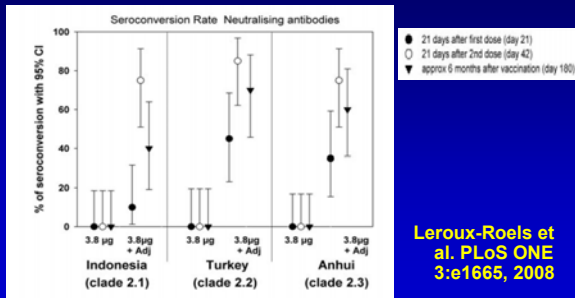 Seroconversion Rate Neutralising antibodies
% of seroconversion with 95% CI
100
80
60
40
20
0
3.8 µg
3.8µg
+ Adj
3.8 µg
3.8µg
+ Adj
3.8 µg
3.8µg
+ Adj
Indonesia
(clade 2.1)
Turkey
(clade 2.2)
Anhui
(clade 2.3)
21 days after first dose (day 21)
21 days after 2nd dose (day 42)
approx 6 months after vaccination (day 180)
Leroux-Roels et
al. PLoS ONE
3:e1665, 2008